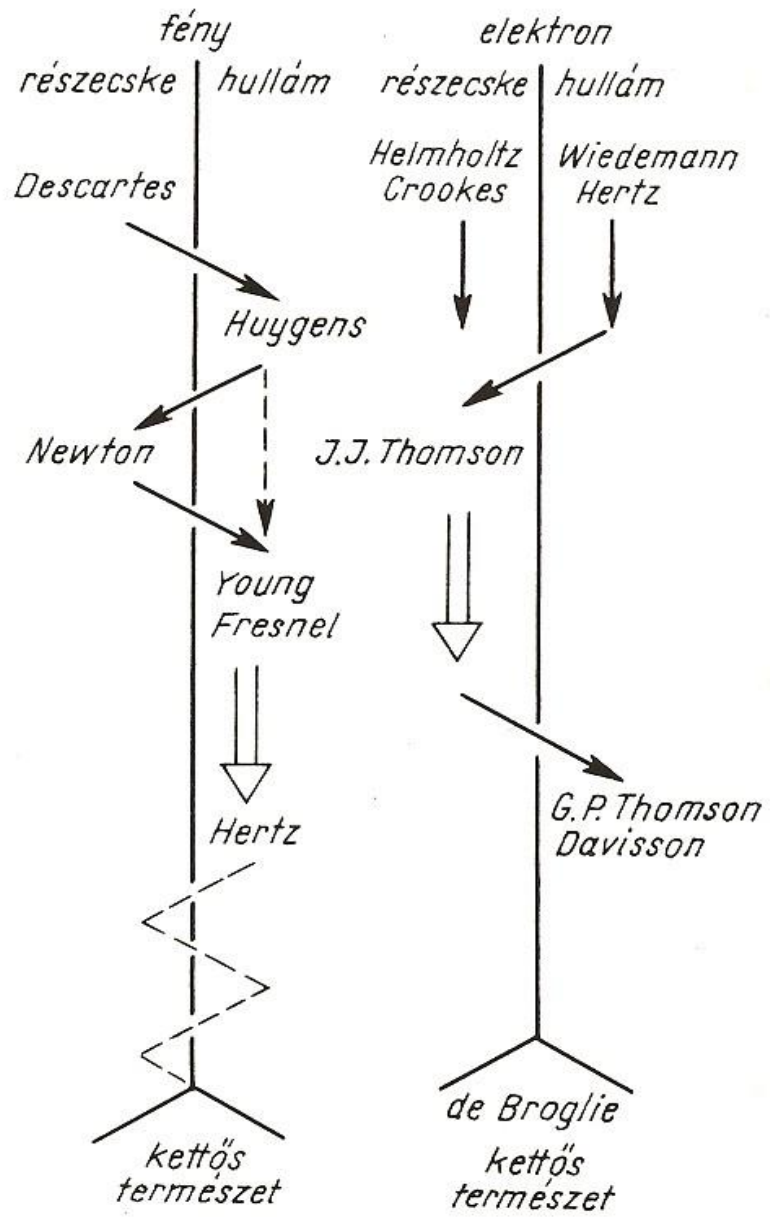 fény
részecske hullám
Descartes
Huygens
Newton
Young
Fresnel
Hertz
kettős
természet
elektron
részecske hullám
Helmholtz
Crookes
Wiedemann
Hertz
J.J. Thomson
G.P. Thomson
Davisson
de Broglie
kettős
természet